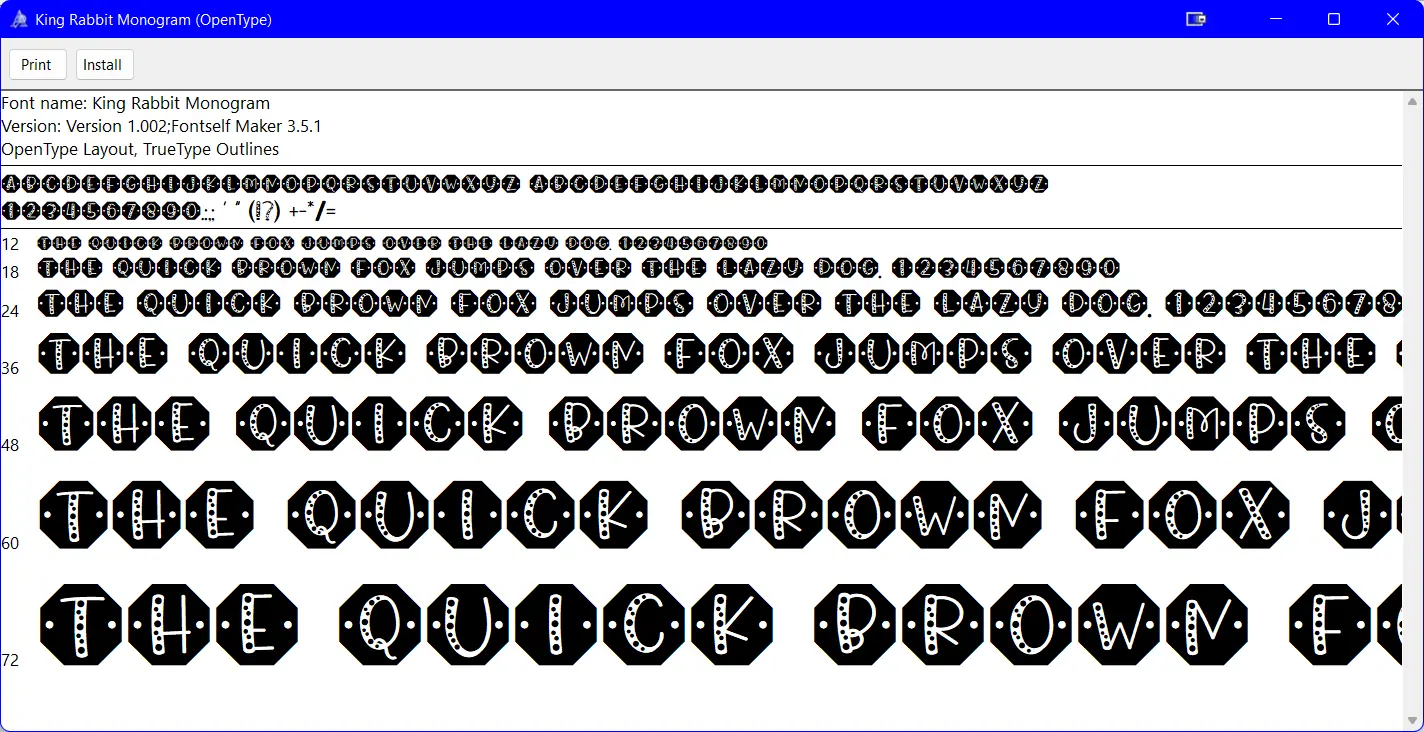 King Rabbit Monogram (OpenType)
Print Install
Font name: King Rabbit Monogram
Version: Version 1.002;Fontself Maker 3.5.1
OpenType Layout, TrueType Outlines
ABCDEFGHIJKLMNOPQRSTUVWXYZ ABCDEFGHIJKLMNOPQRSTUVWXYZ
1234567890.:,; ' " (!?) +-*/=
12 THE QUICK BROWN FOX JUMPS OVER THE LAZY DOG. 1234567890
18 THE QUICK BROWN FOX JUMPS OVER THE LAZY DOG. 1234567890
24 THE QUICK BROWN FOX JUMPS OVER THE LAZY DOG. 12345678
36 THE QUICK BROWN FOX JUMPS OVER THE
48 THE QUICK BROWN FOX JUMPS O
60 THE QUICK BROWN FOX J
72 THE QUICK BROWN F